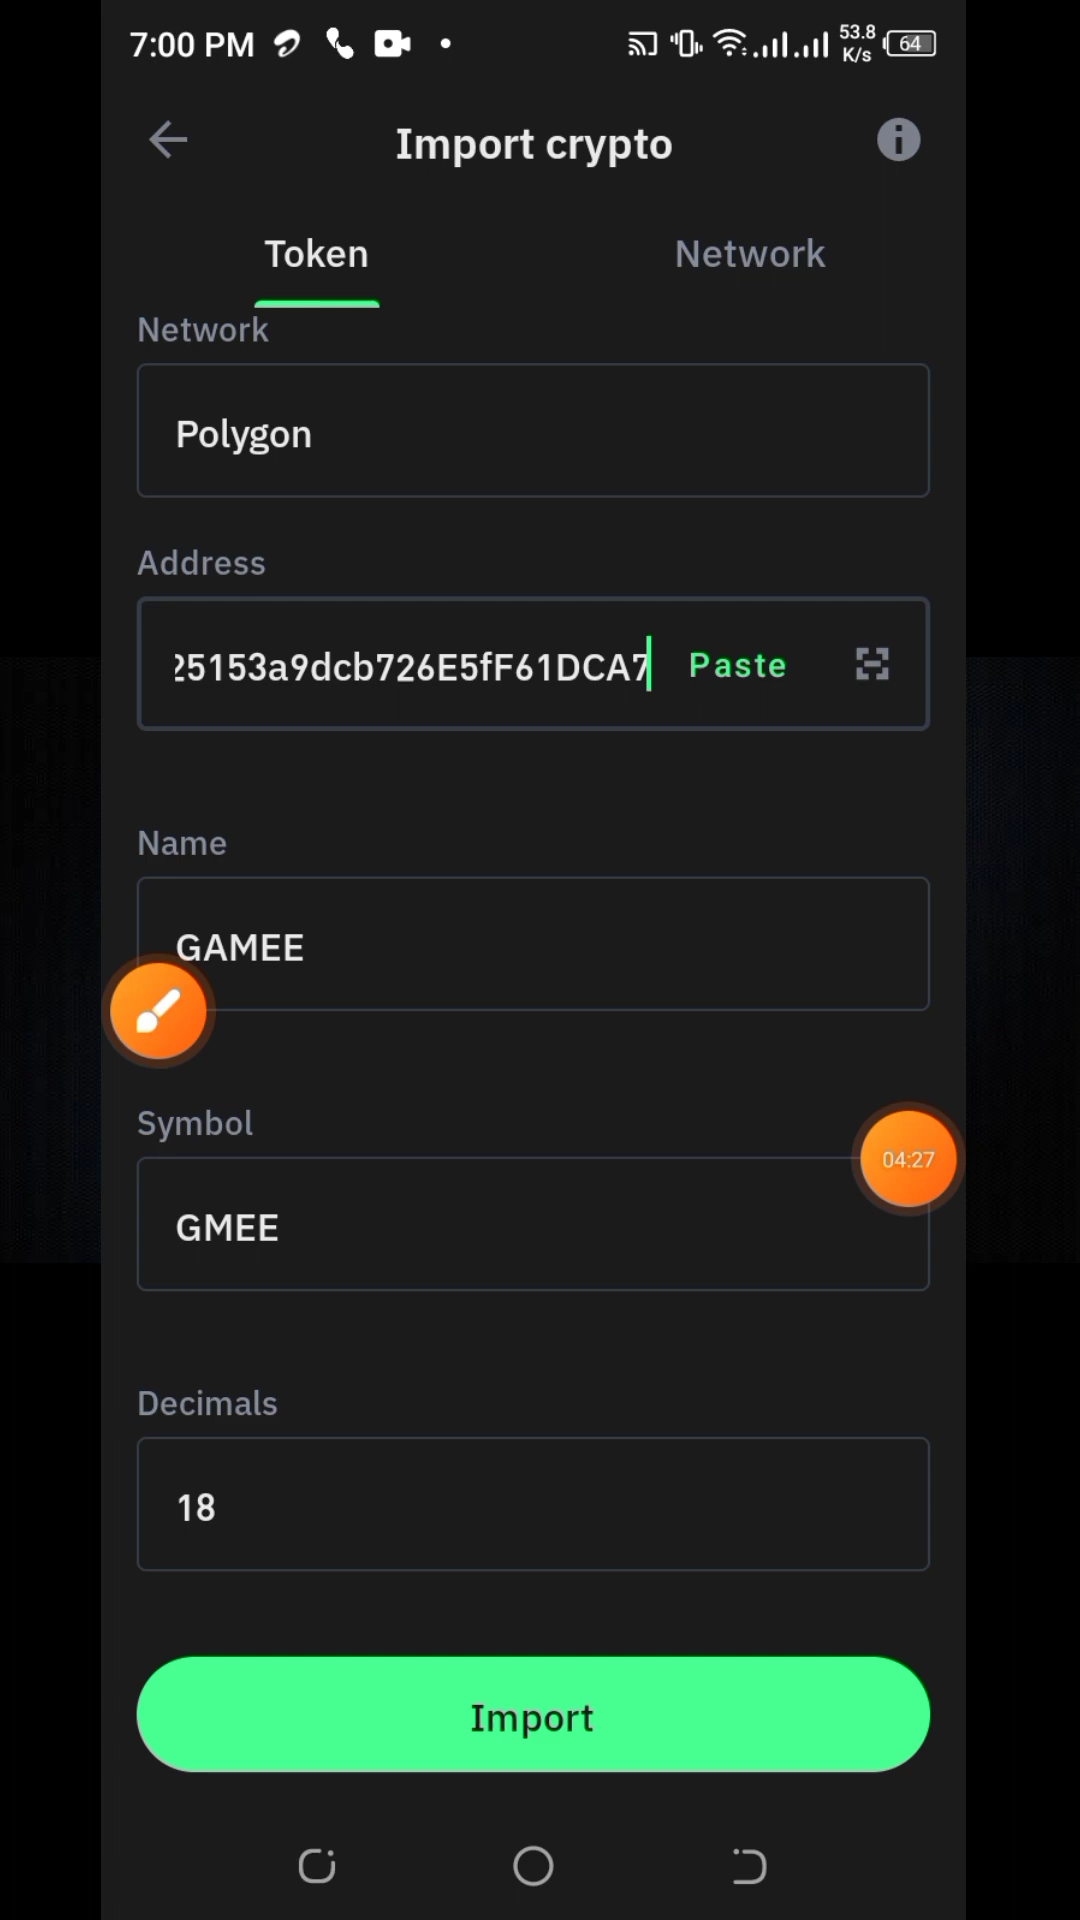 7:00 PM 53.8 K/s 64
Import crypto
Token Network
Network
Polygon
Address
25153a9dcb726E5fF61DCA7 Paste
Name
GAMEE
Symbol
04:27
GMEE
Decimals
18
Import